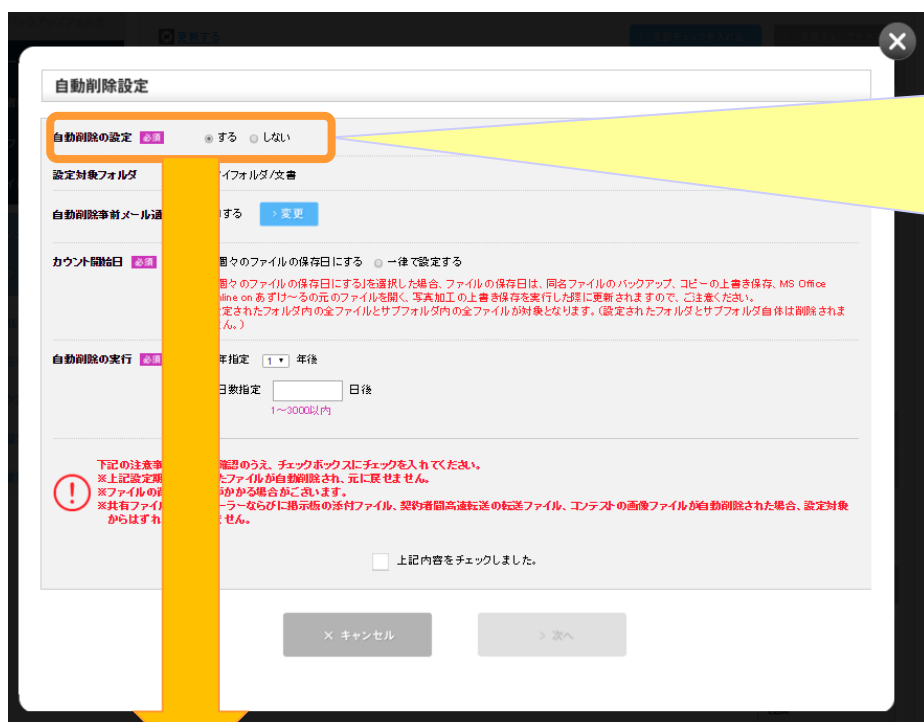 更新する
自動削除設定
自動削除の設定 必須 する しない
設定対象フォルダ イフォルダ/文書
自動削除事前メール通 する > 変更
カウント開始日 必須 個々のファイルの保存日にする 一律で設定する
個々のファイルの保存日にする」を選択した場合、ファイルの保存日は、同名ファイルのバックアップ、コピーの上書き保存、MS Office
line on あずけ〜るの元のファイルを開く、写真加工の上書き保存を実行した際に更新されますので、ご注意ください。
定されたフォルダ内の全ファイルとサブフォルダ内の全ファイルが対象となります。(設定されたフォルダとサブフォルダ自体は削除されま
ん。)
自動削除の実行 必須 年指定 1 年後
日数指定 日後
1〜3000以内
下記の注意事 確認のうえ、チェックボックスにチェックを入れてください。
※上記設定期 たファイルが自動削除され、元に戻せません。
※ファイルの がかかる場合がございます。
※共有ファイル ーラーならびに掲示板の添付ファイル、契約者間高速転送の転送ファイル、コンテストの画像ファイルが自動削除された場合、設定対象
からはずれ ません。
上記内容をチェックしました。
× キャンセル > 次へ